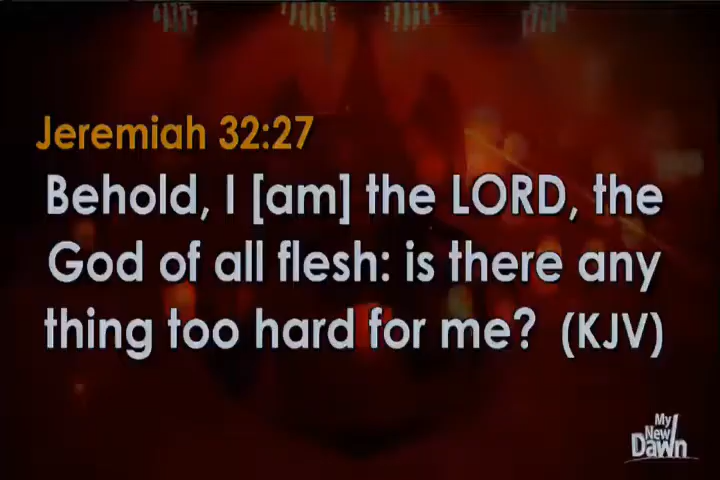 Jeremiah 32:27
Behold, I [am] the LORD, the
God of all flesh: is there any
thing too hard for me? (KJV)
My
New
Dawn